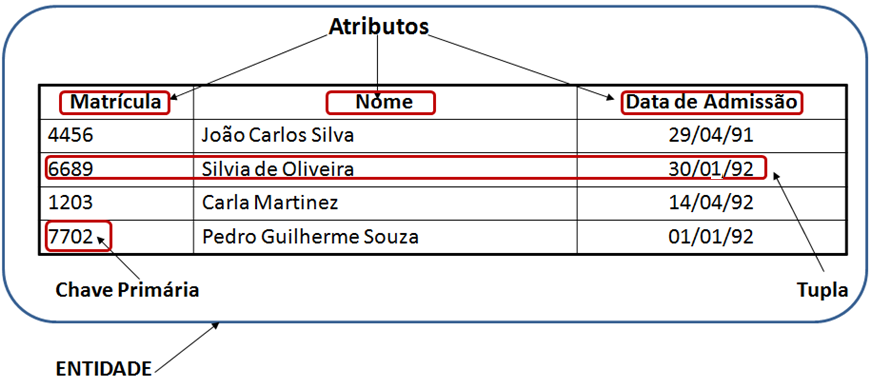 Atributos
Matrícula Nome Data de Admissão
4456 João Carlos Silva 29/04/91
6689 Silvia de Oliveira 30/01/92
1203 Carla Martinez 14/04/92
7702 Pedro Guilherme Souza 01/01/92
Chave Primária Tupla
ENTIDADE